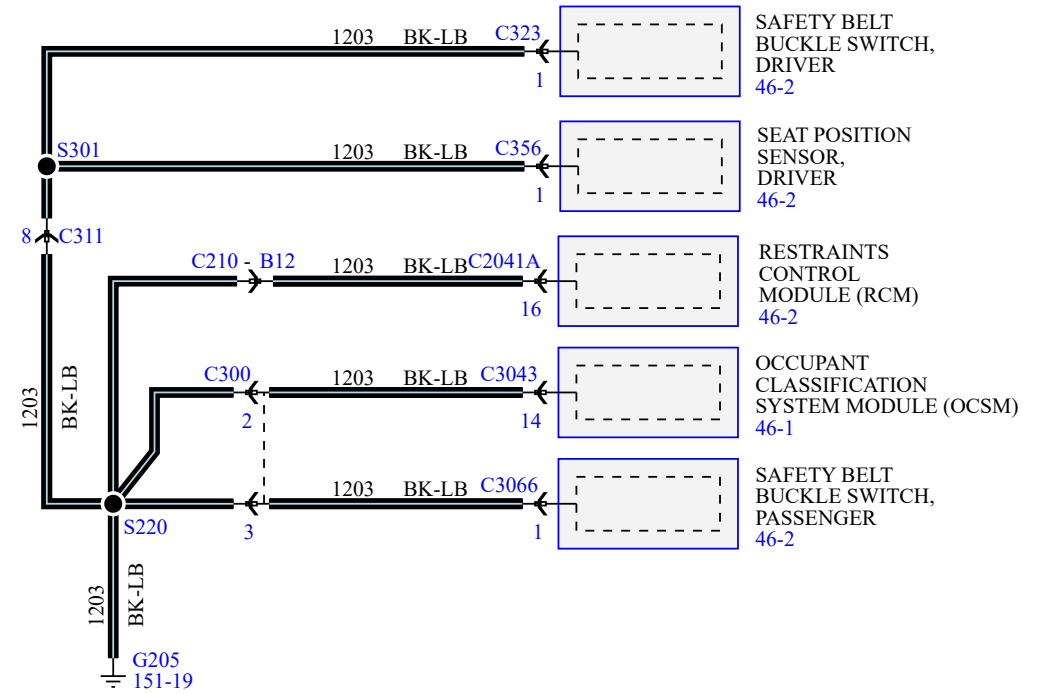 1203 BK-LB C323
1
SAFETY BELT
BUCKLE SWITCH,
DRIVER
46-2
S301
1203 BK-LB C356
1
SEAT POSITION
SENSOR,
DRIVER
46-2
8 C311
C210 - B12
1203 BK-LB C2041A
16
RESTRAINTS
CONTROL
MODULE (RCM)
46-2
1203 BK-LB
C300
2
1203 BK-LB C3043
14
OCCUPANT
CLASSIFICATION
SYSTEM MODULE (OCSM)
46-1
S220
3
1203 BK-LB C3066
1
SAFETY BELT
BUCKLE SWITCH,
PASSENGER
46-2
1203 BK-LB
G205
151-19